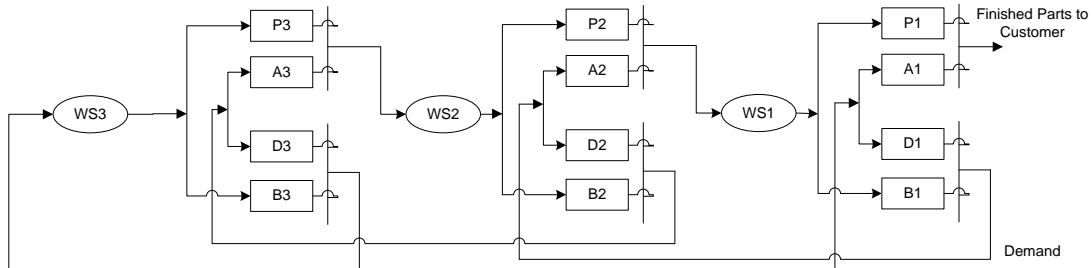 P3
A3
WS3
D3
B3
P2
A2
WS2
D2
B2
P1
A1
WS1
D1
B1
Finished Parts to
Customer
Demand